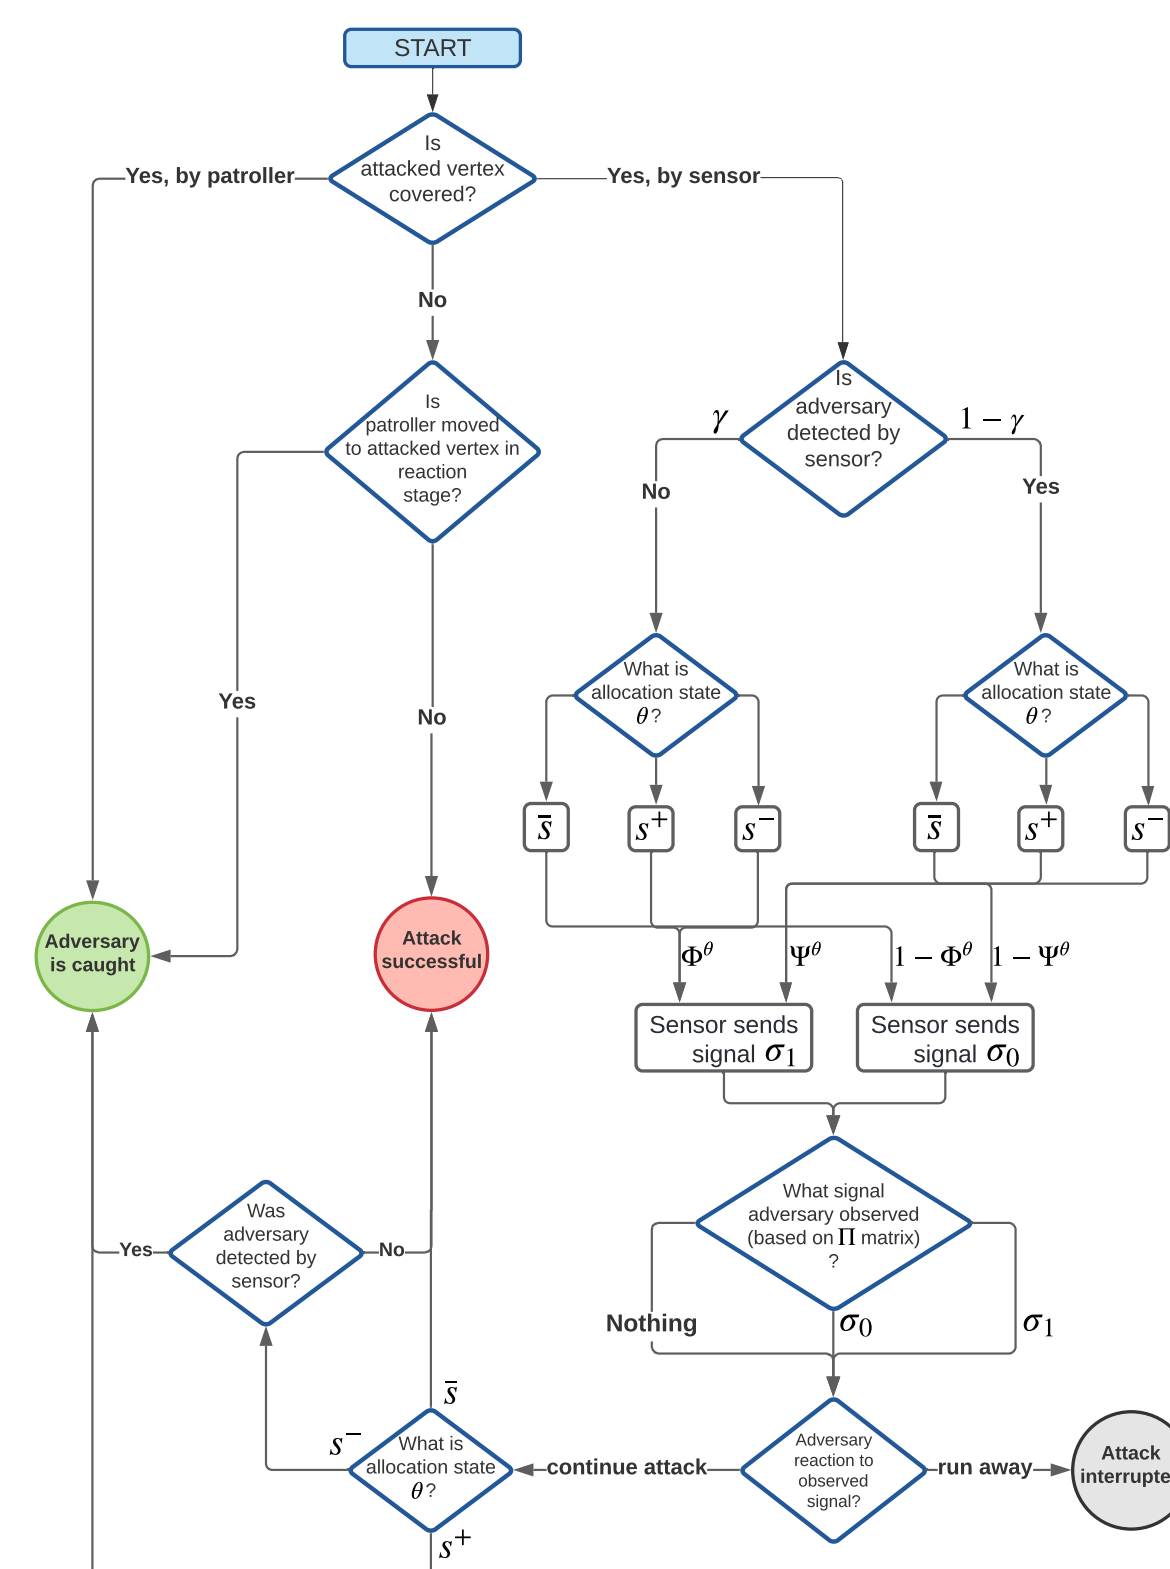 START
Is
attacked vertex
covered?
Yes, by patroller
Yes, by sensor
No
Is
patroller moved
to attacked vertex in
reaction
stage?
Is
adversary
detected by
sensor?
γ
1 − γ
No
Yes
Yes
No
What is
allocation state
θ?
What is
allocation state
θ?
s̅
s⁺
s⁻
s̅
s⁺
s⁻
Adversary
is caught
Attack
successful
Φ^θ
Ψ^θ
1 − Φ^θ
1 − Ψ^θ
Sensor sends
signal σ₁
Sensor sends
signal σ₀
What signal
adversary observed
(based on Π matrix)
?
Was
adversary
detected by
sensor?
Yes
No
Nothing
σ₀
σ₁
s̅
s⁻
What is
allocation state
θ?
s⁺
continue attack
Adversary
reaction to
observed
signal?
run away
Attack
interrupte